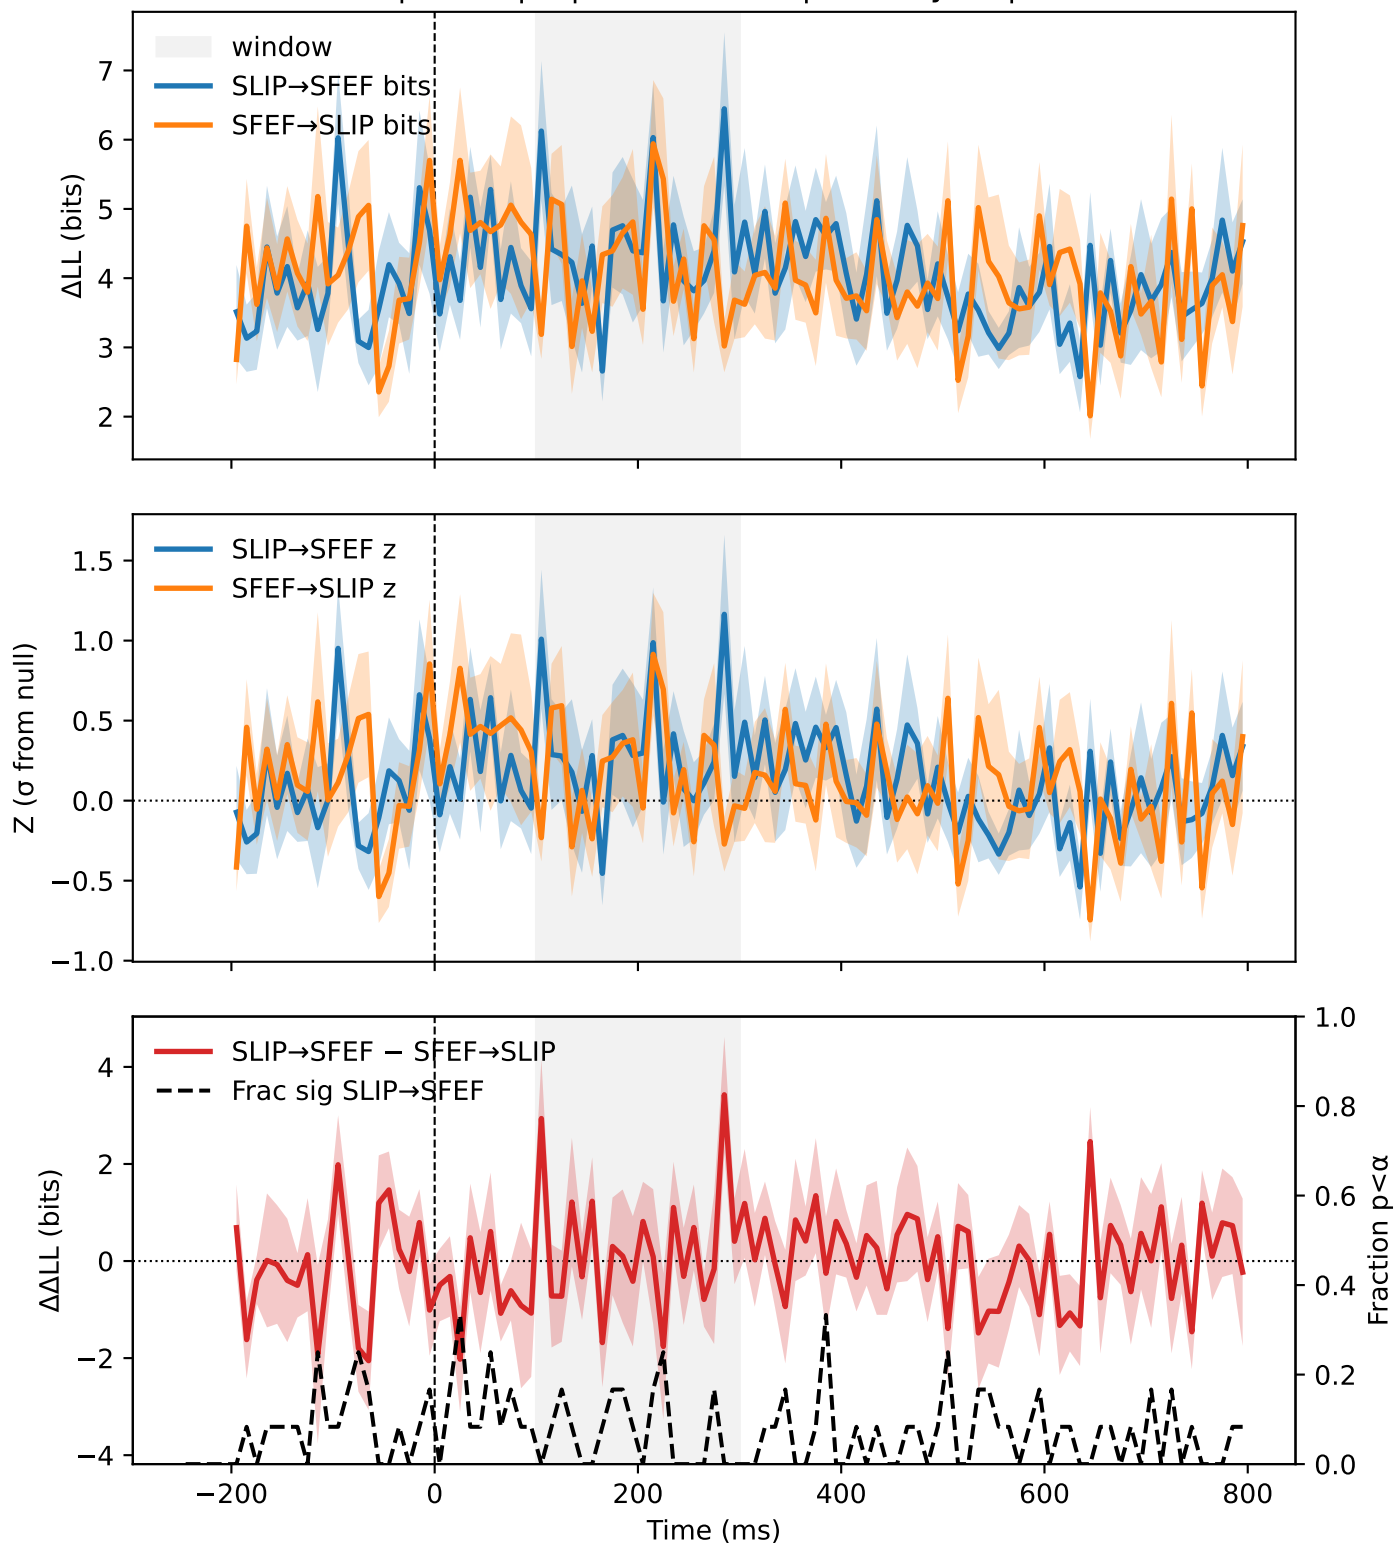 window
SLIP→SFEF bits
SFEF→SLIP bits
ΔLL (bits)
7
6
5
4
3
2
SLIP→SFEF z
SFEF→SLIP z
Z (σ from null)
1.5
1.0
0.5
0.0
−0.5
−1.0
SLIP→SFEF − SFEF→SLIP
Frac sig SLIP→SFEF
ΔΔLL (bits)
4
2
0
−2
−4
1.0
0.8
0.6
0.4
0.2
0.0
Fraction p<α
−200
0
200
400
600
800
Time (ms)